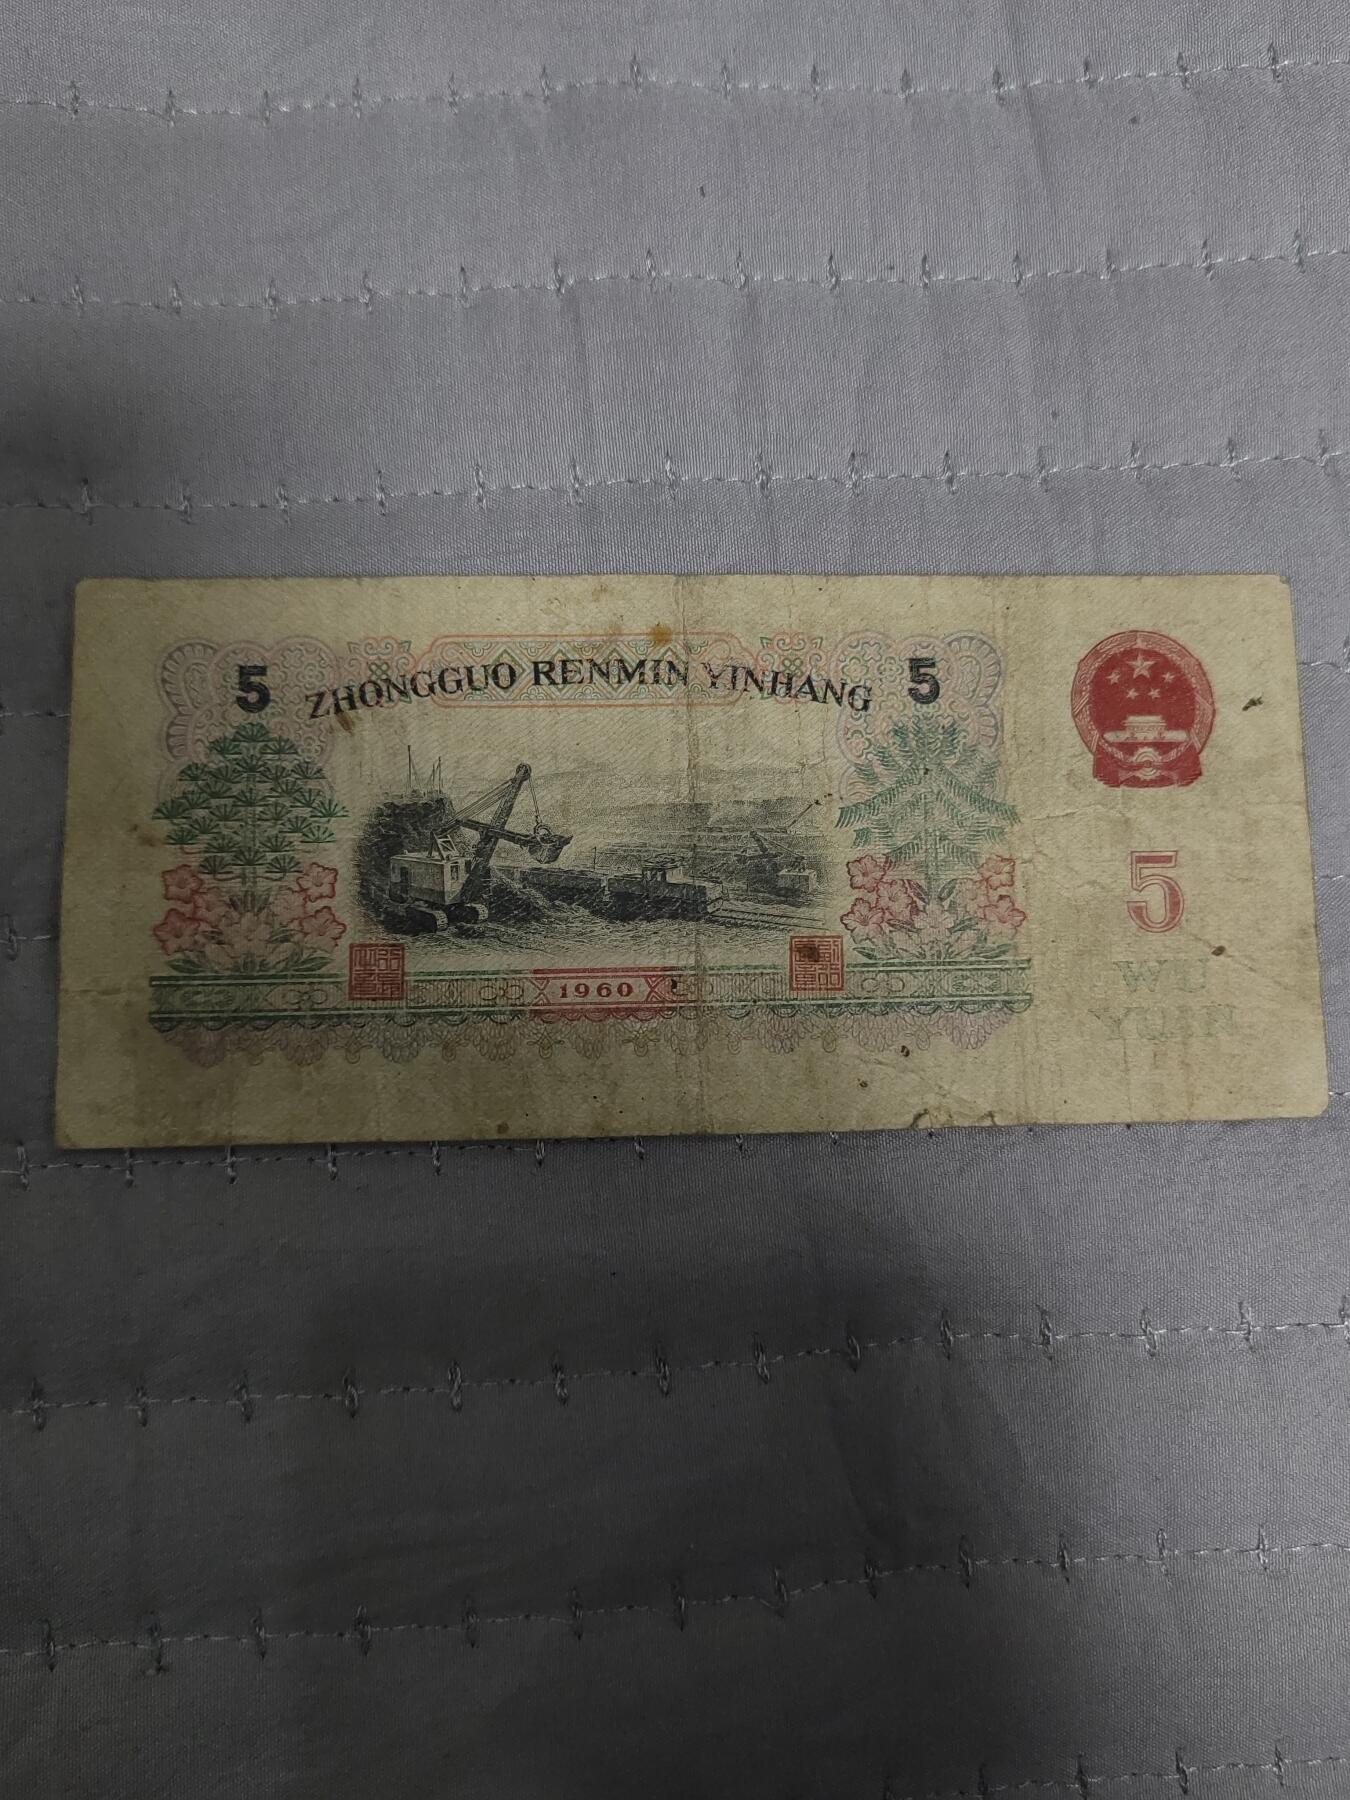 5 ZHONGGUO RENMIN YINHANG 5
5
WU
YUAN
1960